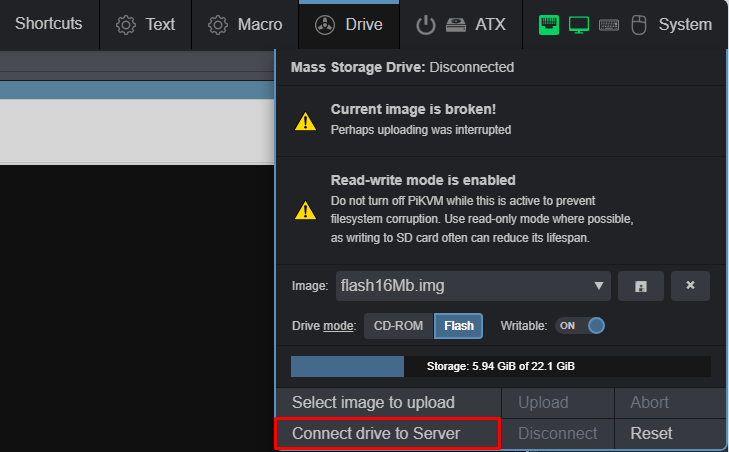 Shortcuts Text Macro Drive ATX System
Mass Storage Drive: Disconnected
Current image is broken!
Perhaps uploading was interrupted
Read-write mode is enabled
Do not turn off PiKVM while this is active to prevent
filesystem corruption. Use read-only mode where possible,
as writing to SD card often can reduce its lifespan.
Image: flash16Mb.img
Drive mode: CD-ROM Flash Writable: ON
Storage: 5.94 GiB of 22.1 GiB
Select image to upload Upload Abort
Connect drive to Server Disconnect Reset